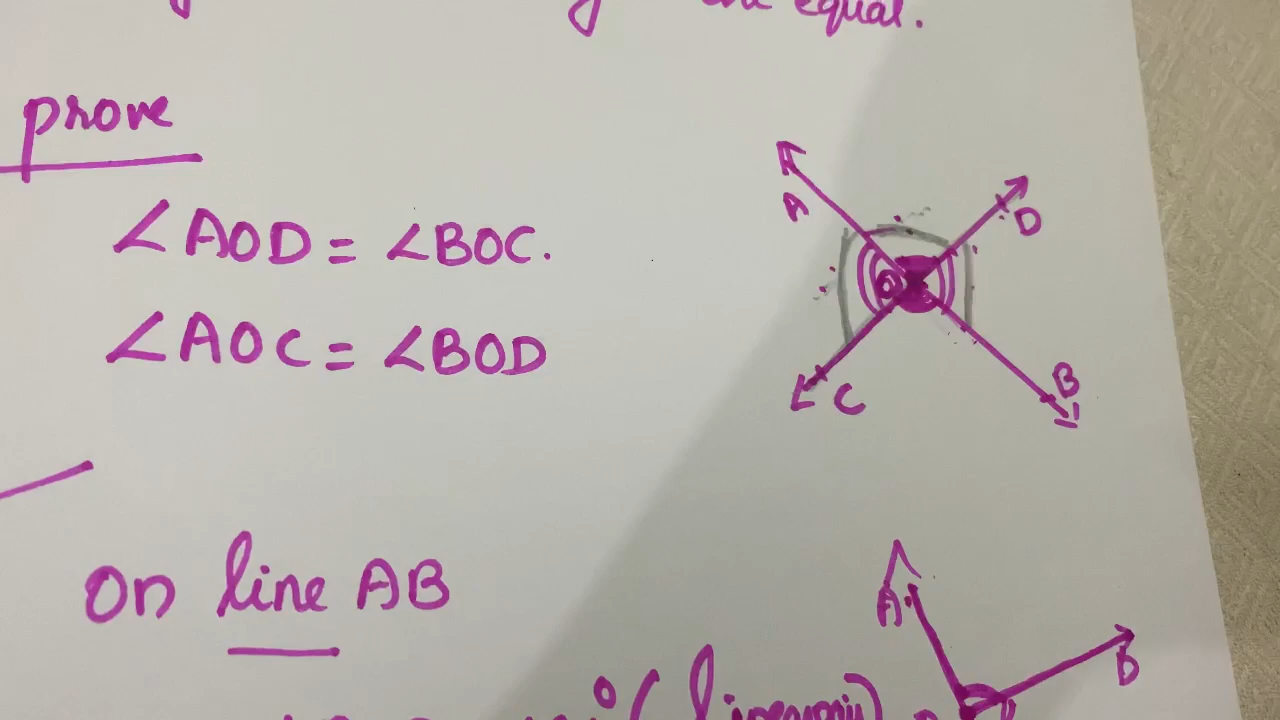 equal.
prove
∠AOD = ∠BOC.
∠AOC = ∠BOD
A
D
O
C
B
On line AB
A
D